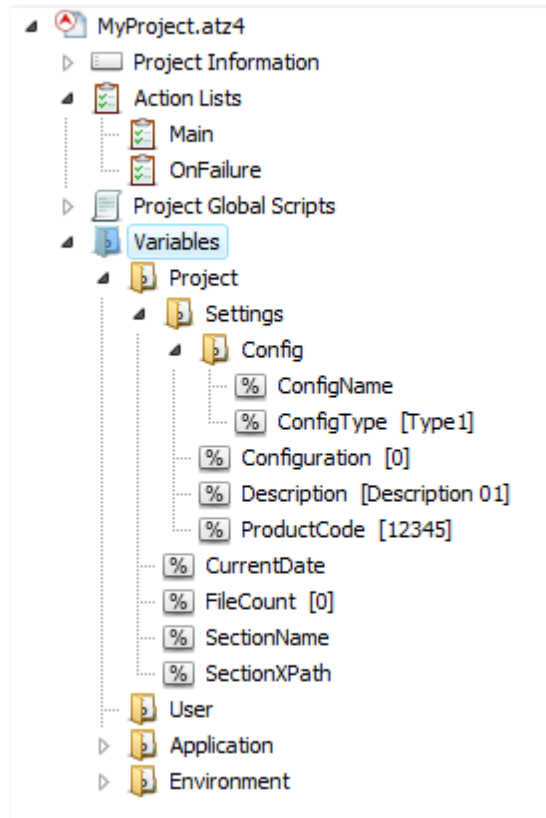 MyProject.atz4
Project Information
Action Lists
Main
OnFailure
Project Global Scripts
Variables
Project
Settings
Config
% ConfigName
% ConfigType [Type1]
% Configuration [0]
% Description [Description 01]
% ProductCode [12345]
% CurrentDate
% FileCount [0]
% SectionName
% SectionXPath
User
Application
Environment